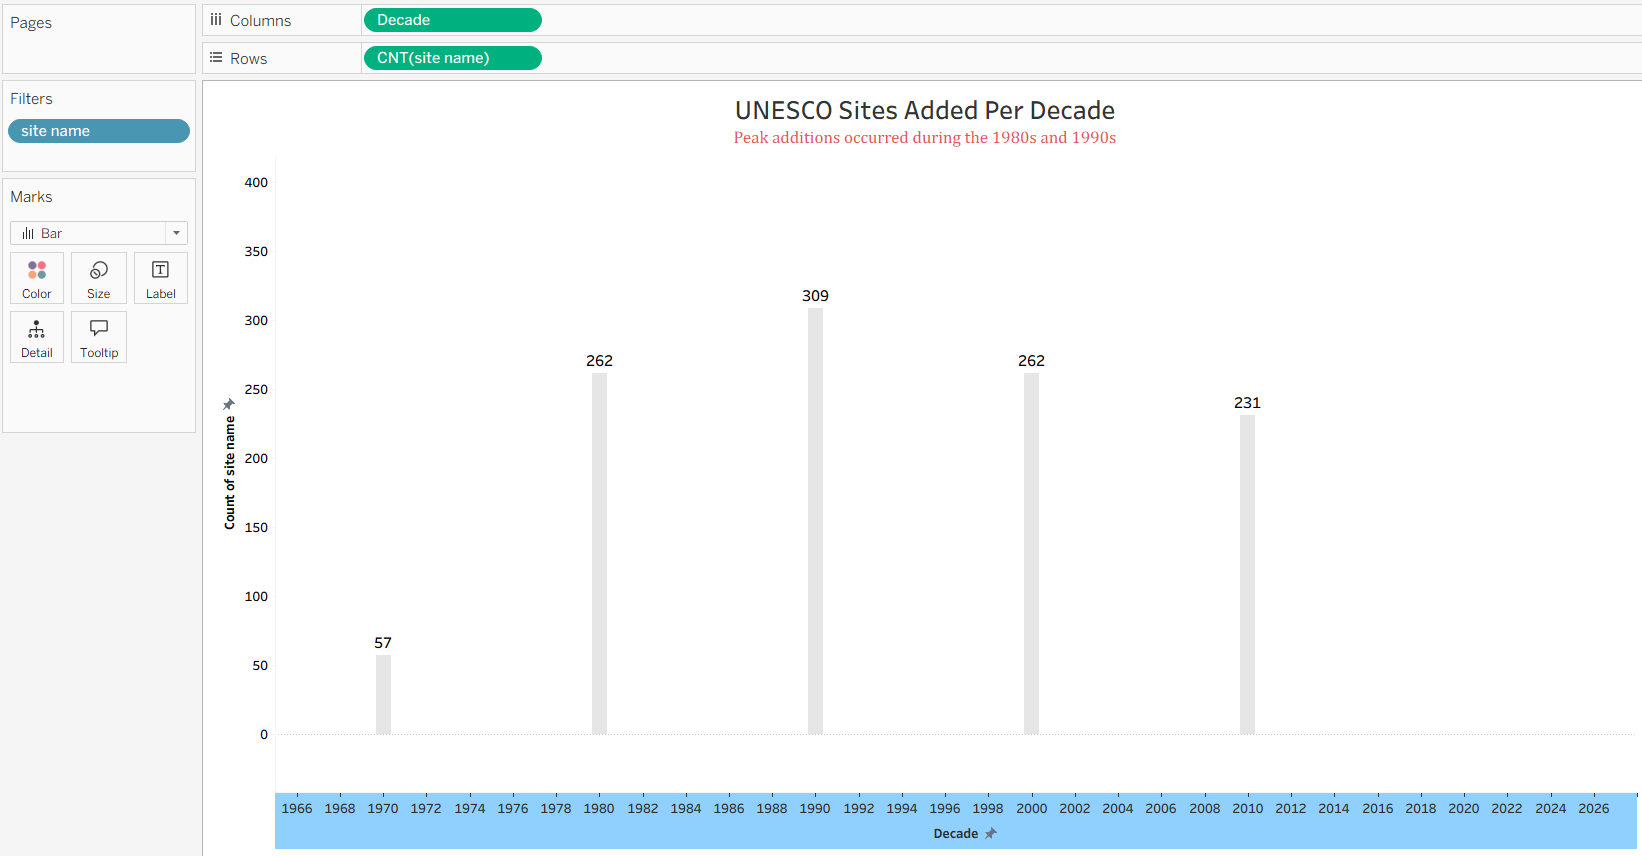 Pages
Columns
Decade
Rows
CNT(site name)
Filters
site name
Marks
Bar
Color
Size
Label
Detail
Tooltip
UNESCO Sites Added Per Decade
Peak additions occurred during the 1980s and 1990s
400
350
300
250
200
150
100
50
0
Count of site name
57
262
309
262
231
1966 1968 1970 1972 1974 1976 1978 1980 1982 1984 1986 1988 1990 1992 1994 1996 1998 2000 2002 2004 2006 2008 2010 2012 2014 2016 2018 2020 2022 2024 2026
Decade